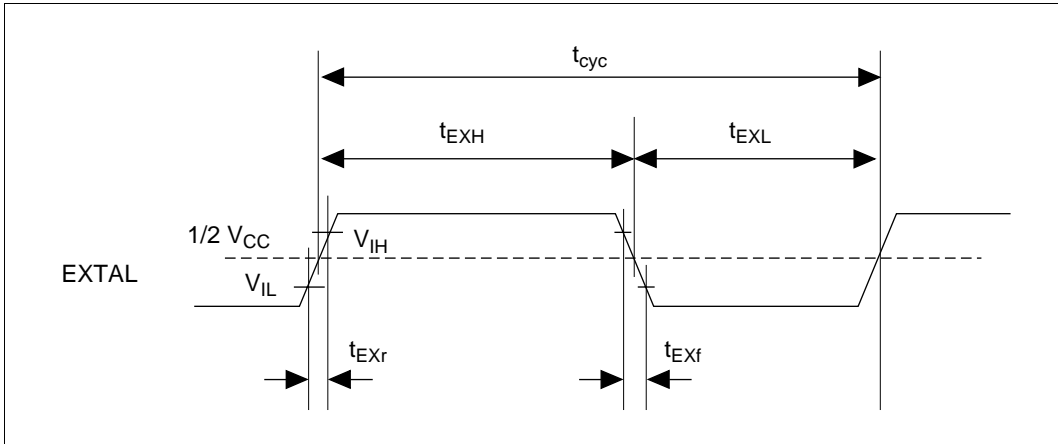 tcyc
tEXH tEXL
1/2 VCC VIH
EXTAL
VIL
tEXr tEXf